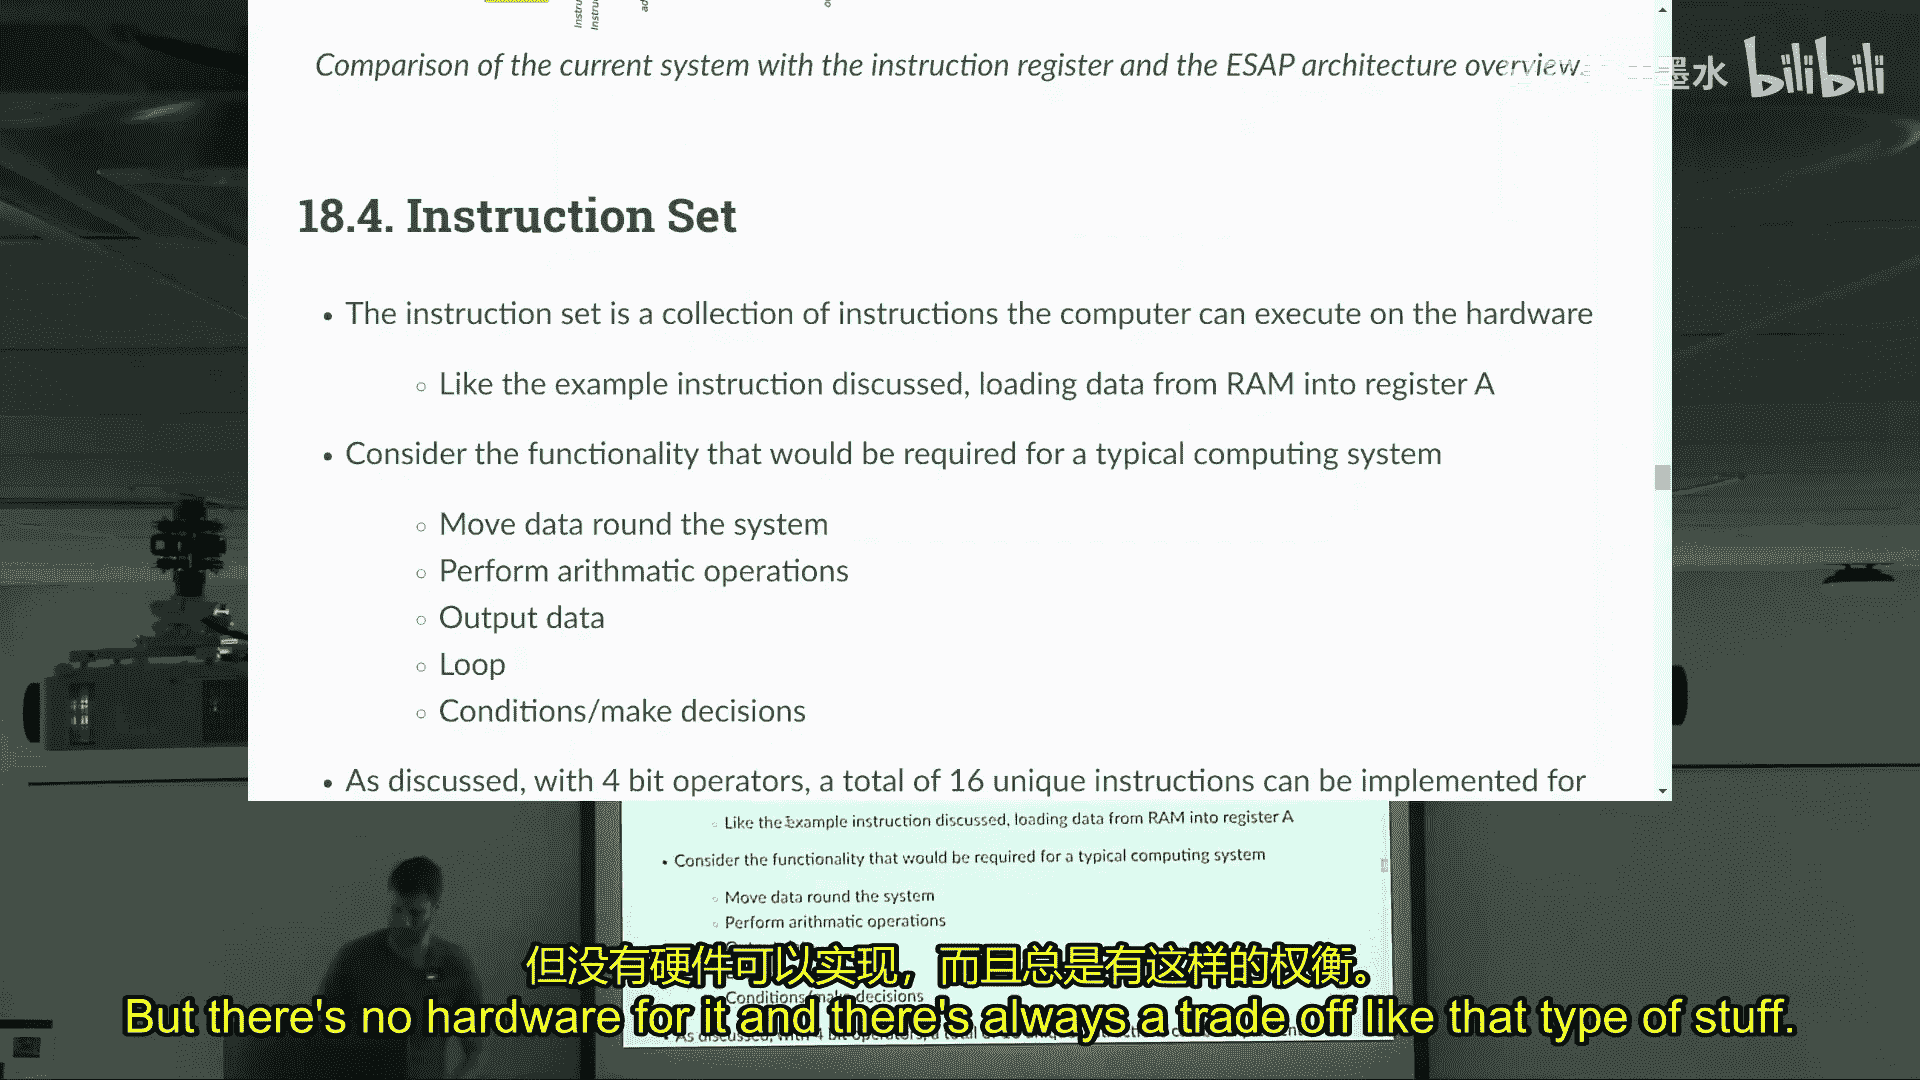 Comparison of the current system with the instruction register and the ESAP architecture overview.
墨水 bilibili
18.4. Instruction Set
• The instruction set is a collection of instructions the computer can execute on the hardware
◦ Like the example instruction discussed, loading data from RAM into register A
• Consider the functionality that would be required for a typical computing system
◦ Move data round the system
◦ Perform arithmatic operations
◦ Output data
◦ Loop
◦ Conditions/make decisions
• As discussed, with 4 bit operators, a total of 16 unique instructions can be implemented for
◦ Like the example instruction discussed, loading data from RAM into register A
• Consider the functionality that would be required for a typical computing system
◦ Move data round the system
◦ Perform arithmatic operations
Conditions/make decisions
但没有硬件可以实现，而且总是有这样的权衡。
But there's no hardware for it and there's always a trade off like that type of stuff.